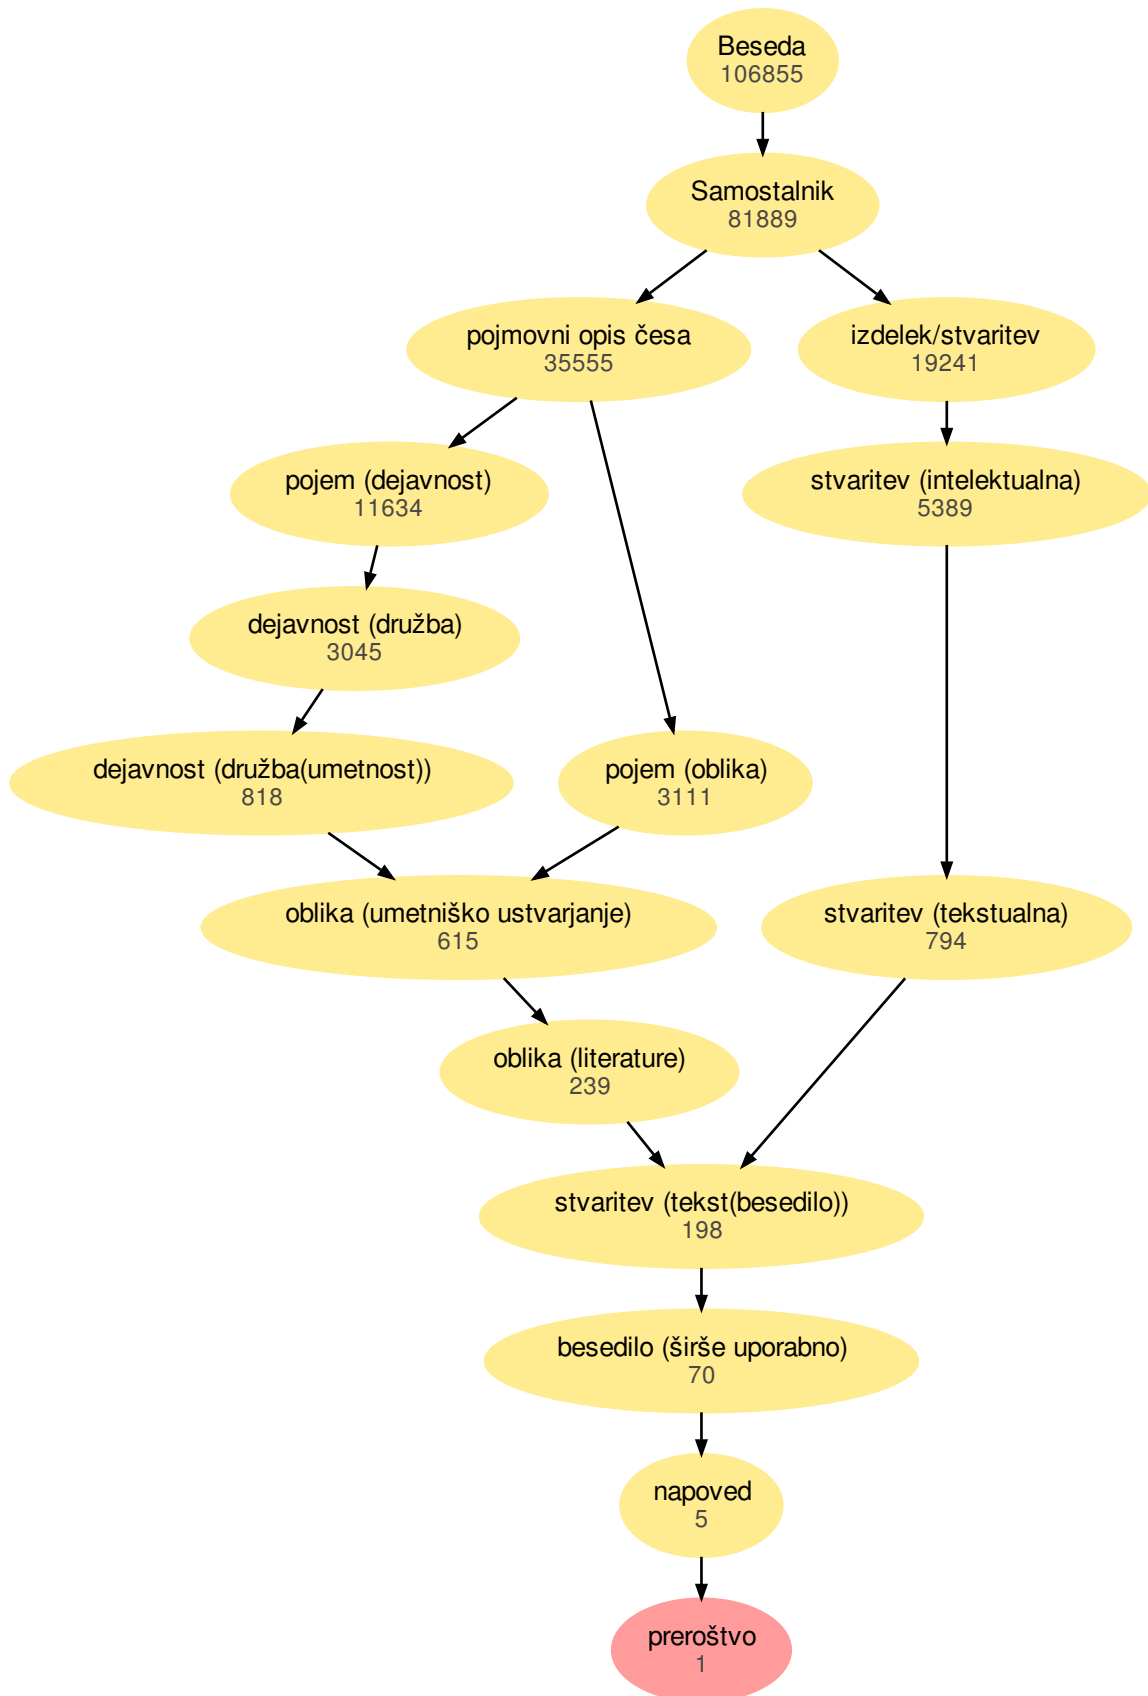 Beseda
106855
Samostalnik
81889
pojmovni opis česa
35555
izdelek/stvaritev
19241
pojem (dejavnost)
11634
stvaritev (intelektualna)
5389
dejavnost (družba)
3045
dejavnost (družba(umetnost))
818
pojem (oblika)
3111
oblika (umetniško ustvarjanje)
615
stvaritev (tekstualna)
794
oblika (literature)
239
stvaritev (tekst(besedilo))
198
besedilo (širše uporabno)
70
napoved
5
preroštvo
1